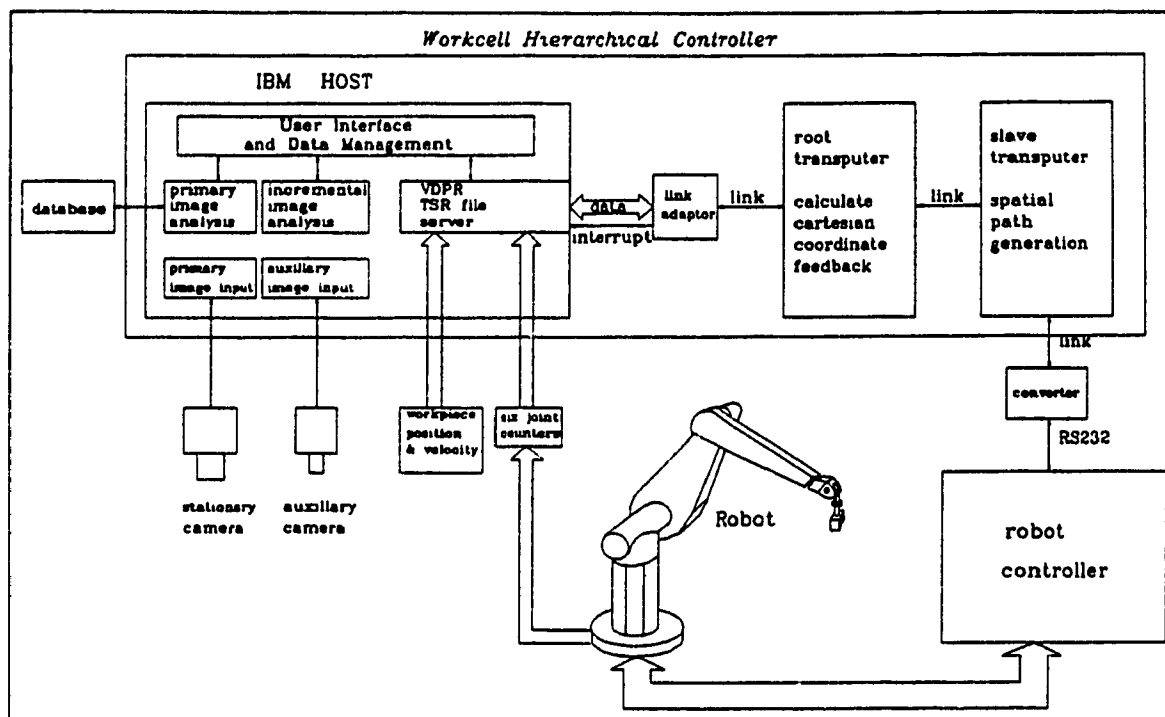 Workcell Hierarchical Controller
IBM HOST
User Interface
and Data Management
database
primary
image
analysis
incremental
image
analysis
VDPR
TSR file
server
data
interrupt
link
adaptor
link
root
transputer
calculate
cartesian
coordinate
feedback
link
slave
transputer
spatial
path
generation
primary
image input
auxiliary
image input
link
converter
RS232
workpiece
position
& velocity
six joint
counters
stationary
camera
auxiliary
camera
Robot
robot
controller